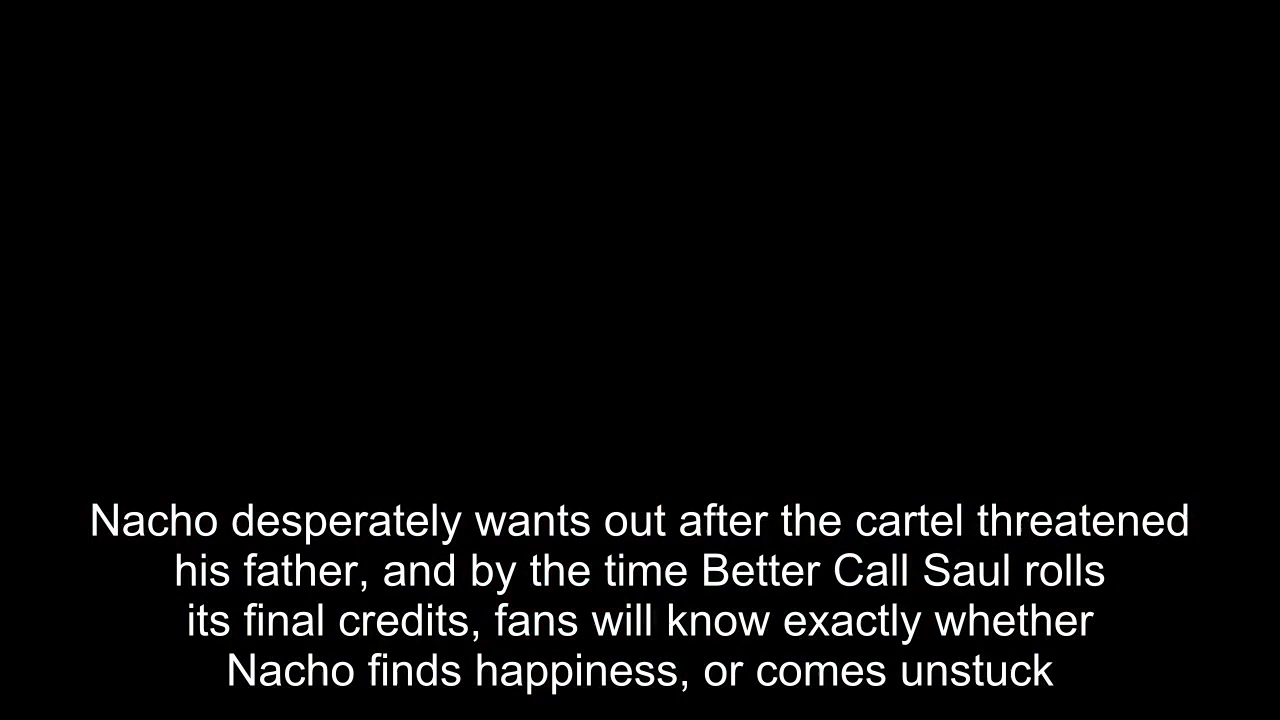 Nacho desperately wants out after the cartel threatened
his father, and by the time Better Call Saul rolls
its final credits, fans will know exactly whether
Nacho finds happiness, or comes unstuck